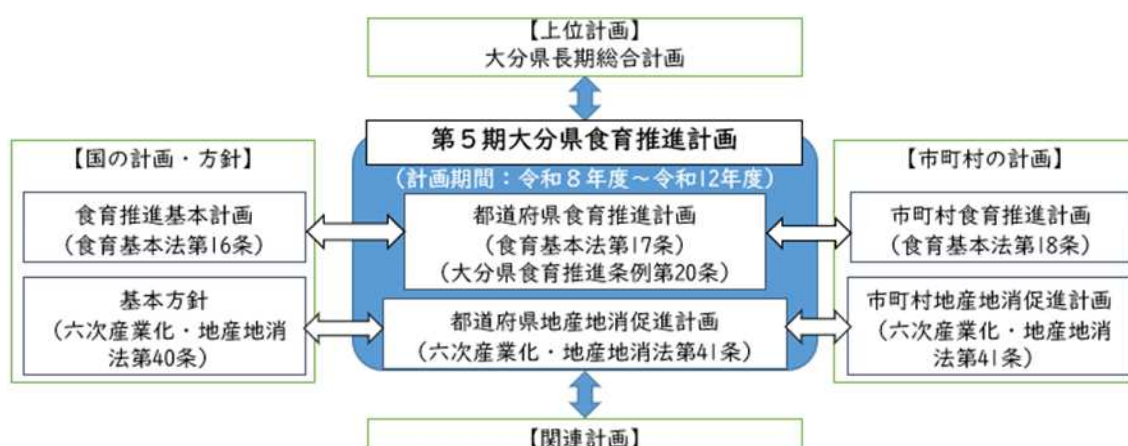 【上位計画】
大分県長期総合計画
第5期大分県食育推進計画
(計画期間:令和8年度~令和12年度)
【国の計画・方針】
食育推進基本計画
(食育基本法第16条)
基本方針
(六次産業化・地産地消
法第40条)
都道府県食育推進計画
(食育基本法第17条)
(大分県食育推進条例第20条)
都道府県地産地消促進計画
(六次産業化・地産地消法第41条)
【市町村の計画】
市町村食育推進計画
(食育基本法第18条)
市町村地産地消促進計画
(六次産業化・地産地消
法第41条)
【関連計画】